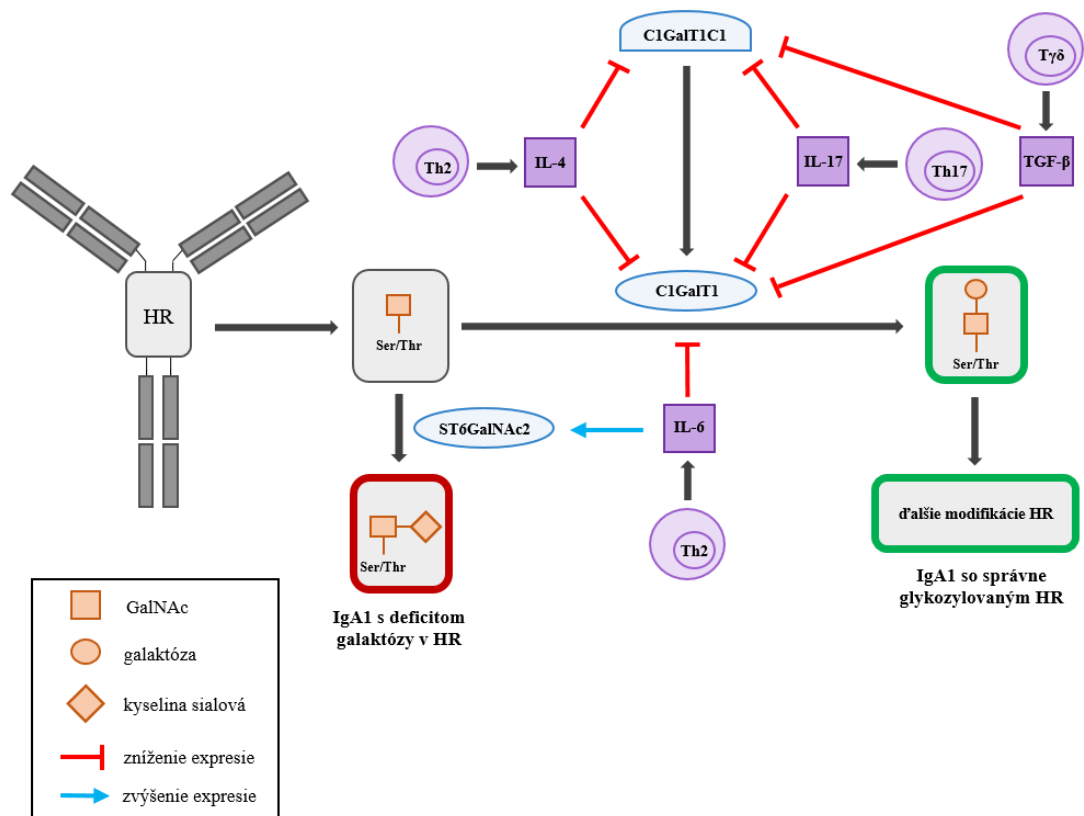 C1GalT1C1
Tγδ
Th2
IL-4
IL-17
Th17
TGF-β
HR
C1GalT1
Ser/Thr
Ser/Thr
ST6GalNAc2
IL-6
Ser/Thr
Th2
ďalšie modifikácie HR
IgA1 s deficitom
galaktózy v HR
IgA1 so správne
glykozylovaným HR
GalNAc
galaktóza
kyselina sialová
zníženie expresie
zvýšenie expresie